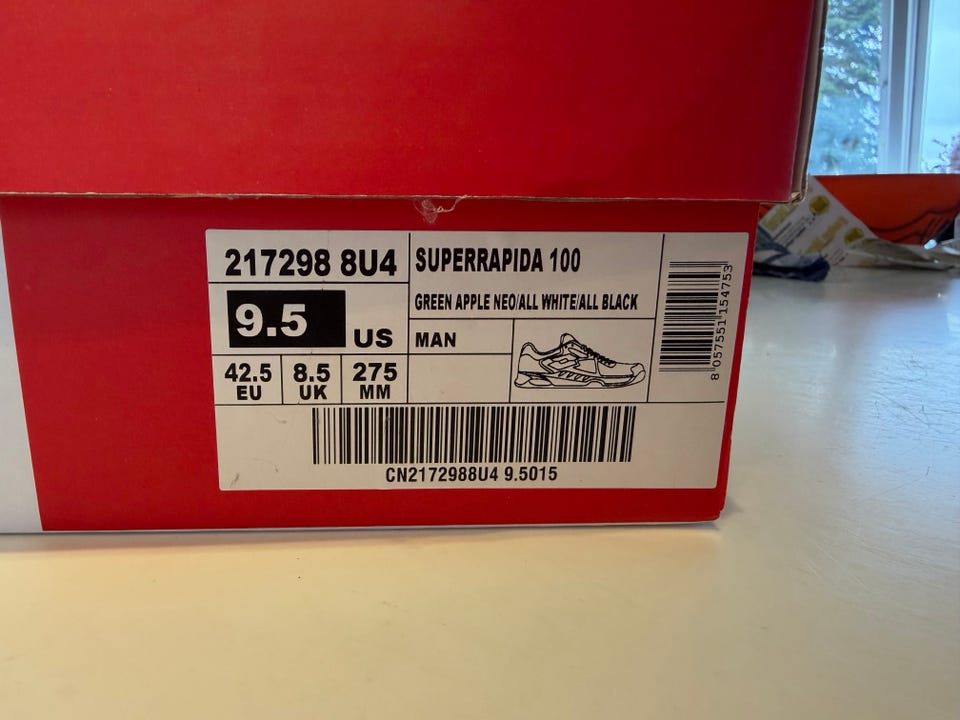 217298 8U4
SUPERRAPIDA 100
GREEN APPLE NEO/ALL WHITE/ALL BLACK
9.5 US
MAN
42.5 EU
8.5 UK
275 MM
8 057551 154753
CN2172988U4 9.5015